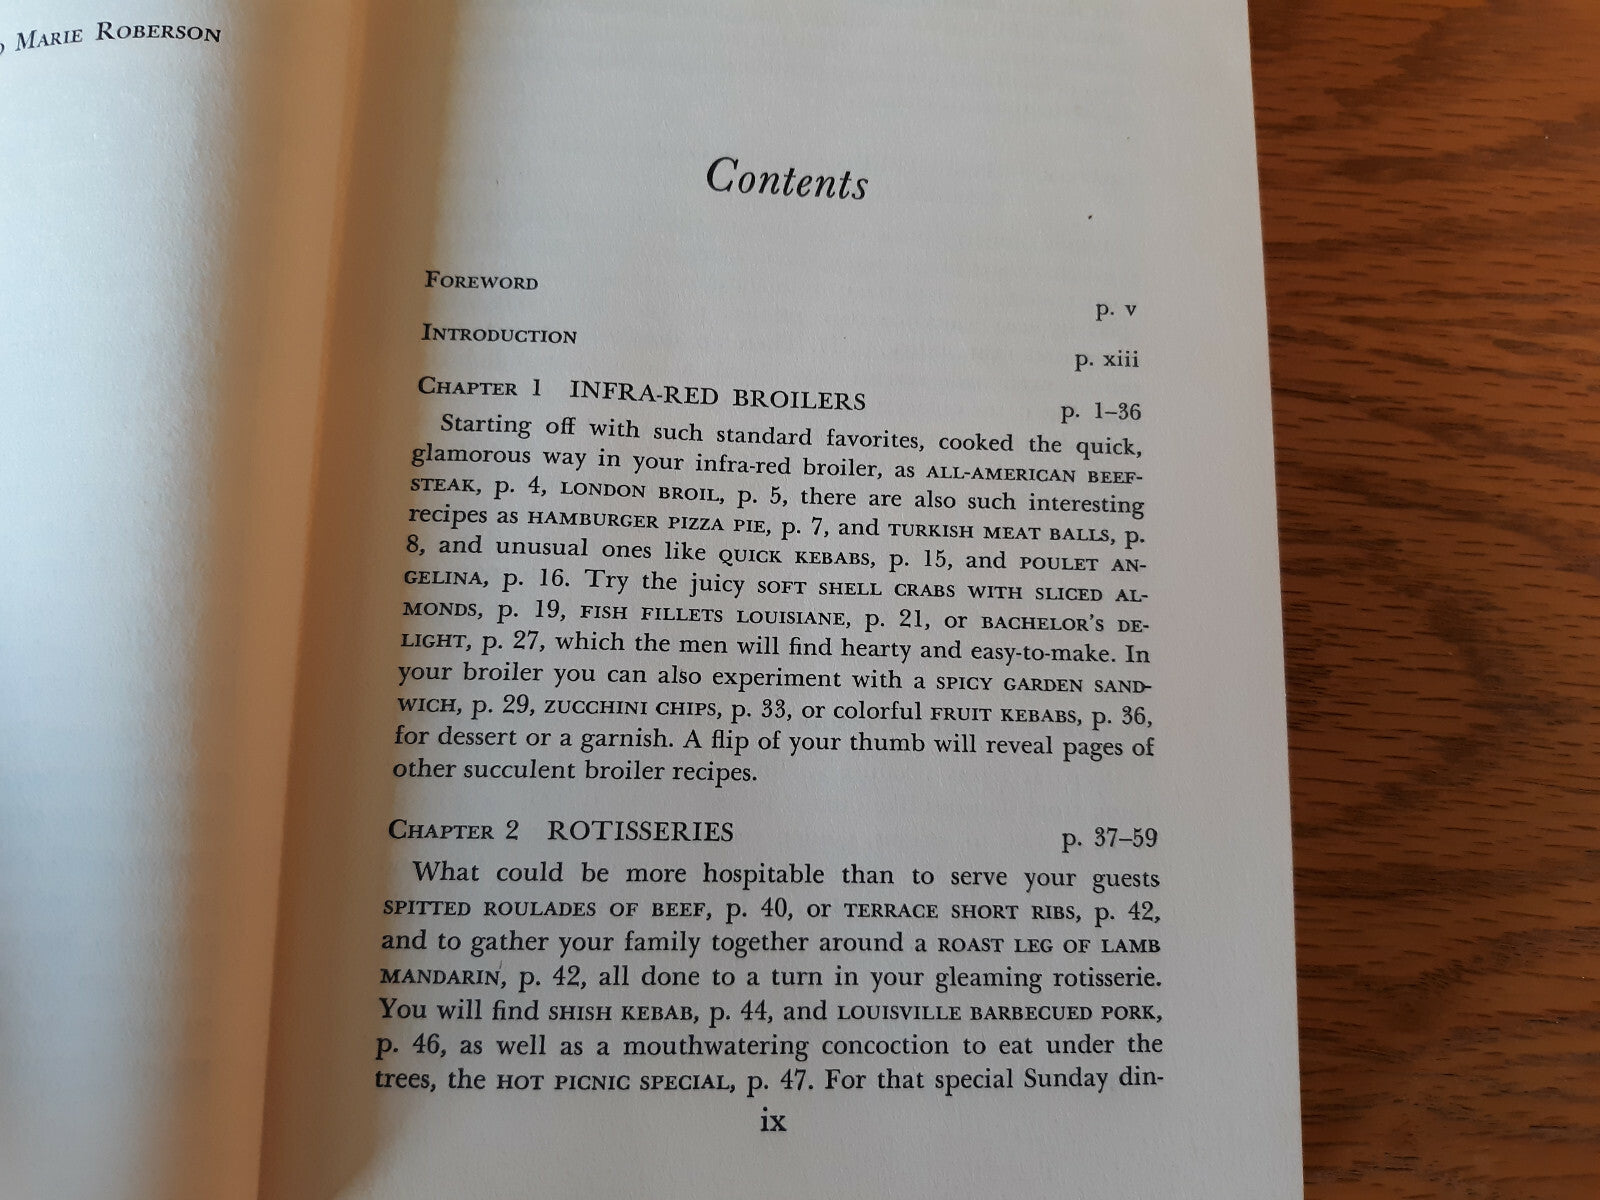 MARIE ROBERSON
Contents
FOREWORD
p. v
INTRODUCTION
p. xiii
CHAPTER 1 INFRA-RED BROILERS p. 1–36
Starting off with such standard favorites, cooked the quick,
glamorous way in your infra-red broiler, as ALL-AMERICAN BEEF-
STEAK, p. 4, LONDON BROIL, p. 5, there are also such interesting
recipes as HAMBURGER PIZZA PIE, p. 7, and TURKISH MEAT BALLS, p.
8, and unusual ones like QUICK KEBABS, p. 15, and POULET AN-
GELINA, p. 16. Try the juicy SOFT SHELL CRABS WITH SLICED AL-
MONDS, p. 19, FISH FILLETS LOUISIANE, p. 21, or BACHELOR'S DE-
LIGHT, p. 27, which the men will find hearty and easy-to-make. In
your broiler you can also experiment with a SPICY GARDEN SAND-
WICH, p. 29, ZUCCHINI CHIPS, p. 33, or colorful FRUIT KEBABS, p. 36,
for dessert or a garnish. A flip of your thumb will reveal pages of
other succulent broiler recipes.
CHAPTER 2 ROTISSERIES p. 37–59
What could be more hospitable than to serve your guests
SPITTED ROULADES OF BEEF, p. 40, or TERRACE SHORT RIBS, p. 42,
and to gather your family together around a ROAST LEG OF LAMB
MANDARIN, p. 42, all done to a turn in your gleaming rotisserie.
You will find SHISH KEBAB, p. 44, and LOUISVILLE BARBECUED PORK,
p. 46, as well as a mouthwatering concoction to eat under the
trees, the HOT PICNIC SPECIAL, p. 47. For that special Sunday din-
ix